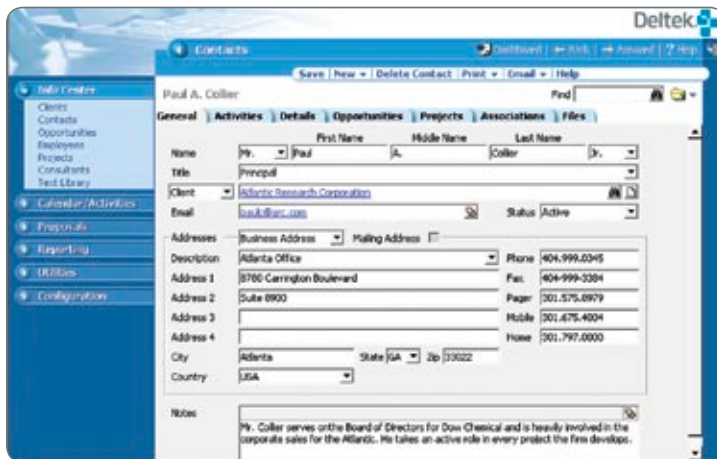 Deltek
Contacts
Dashboard | Back | Forward | ? Help
Save | New | Delete Contact | Print | Email | Help
Paul A. Collier
Find
General Activities Details Opportunities Projects Associations Files
Info Center
Clients
Contacts
Opportunities
Employees
Projects
Consultants
Text Library
Calendar/Activities
Proposals
Reporting
Utilities
Configuration
First Name Middle Name Last Name
Name Mr. Paul A. Collier Jr.
Title Principal
Client Atlantic Research Corporation
Email Status Active
Addresses Business Address Mailing Address
Description Atlanta Office Phone 404.999.0345
Address 1 8780 Carrington Boulevard Fax 404-999-3384
Address 2 Suite 8900 Pager 301.575.8979
Address 3 Mobile 301.675.4004
Address 4 Home 301.797.0000
City Atlanta State GA Zip 33022
Country USA
Notes
Mr. Coller serves onthe Board of Directors for Dow Chemical and is heavily involved in the
corporate sales for the Atlantic. He takes an active role in every project the firm develops.